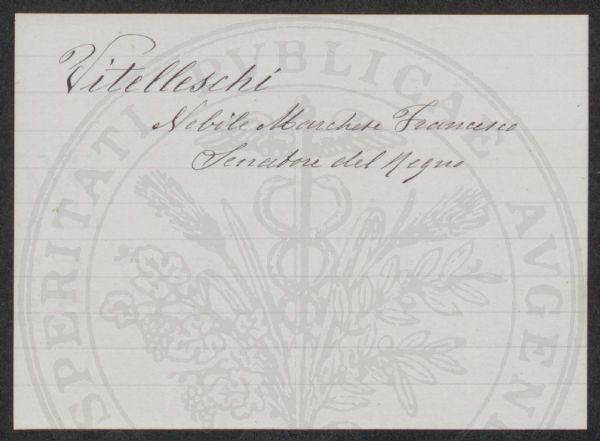 Vitelleschi
Nobile Marchese Francesco
Senatore del Regno